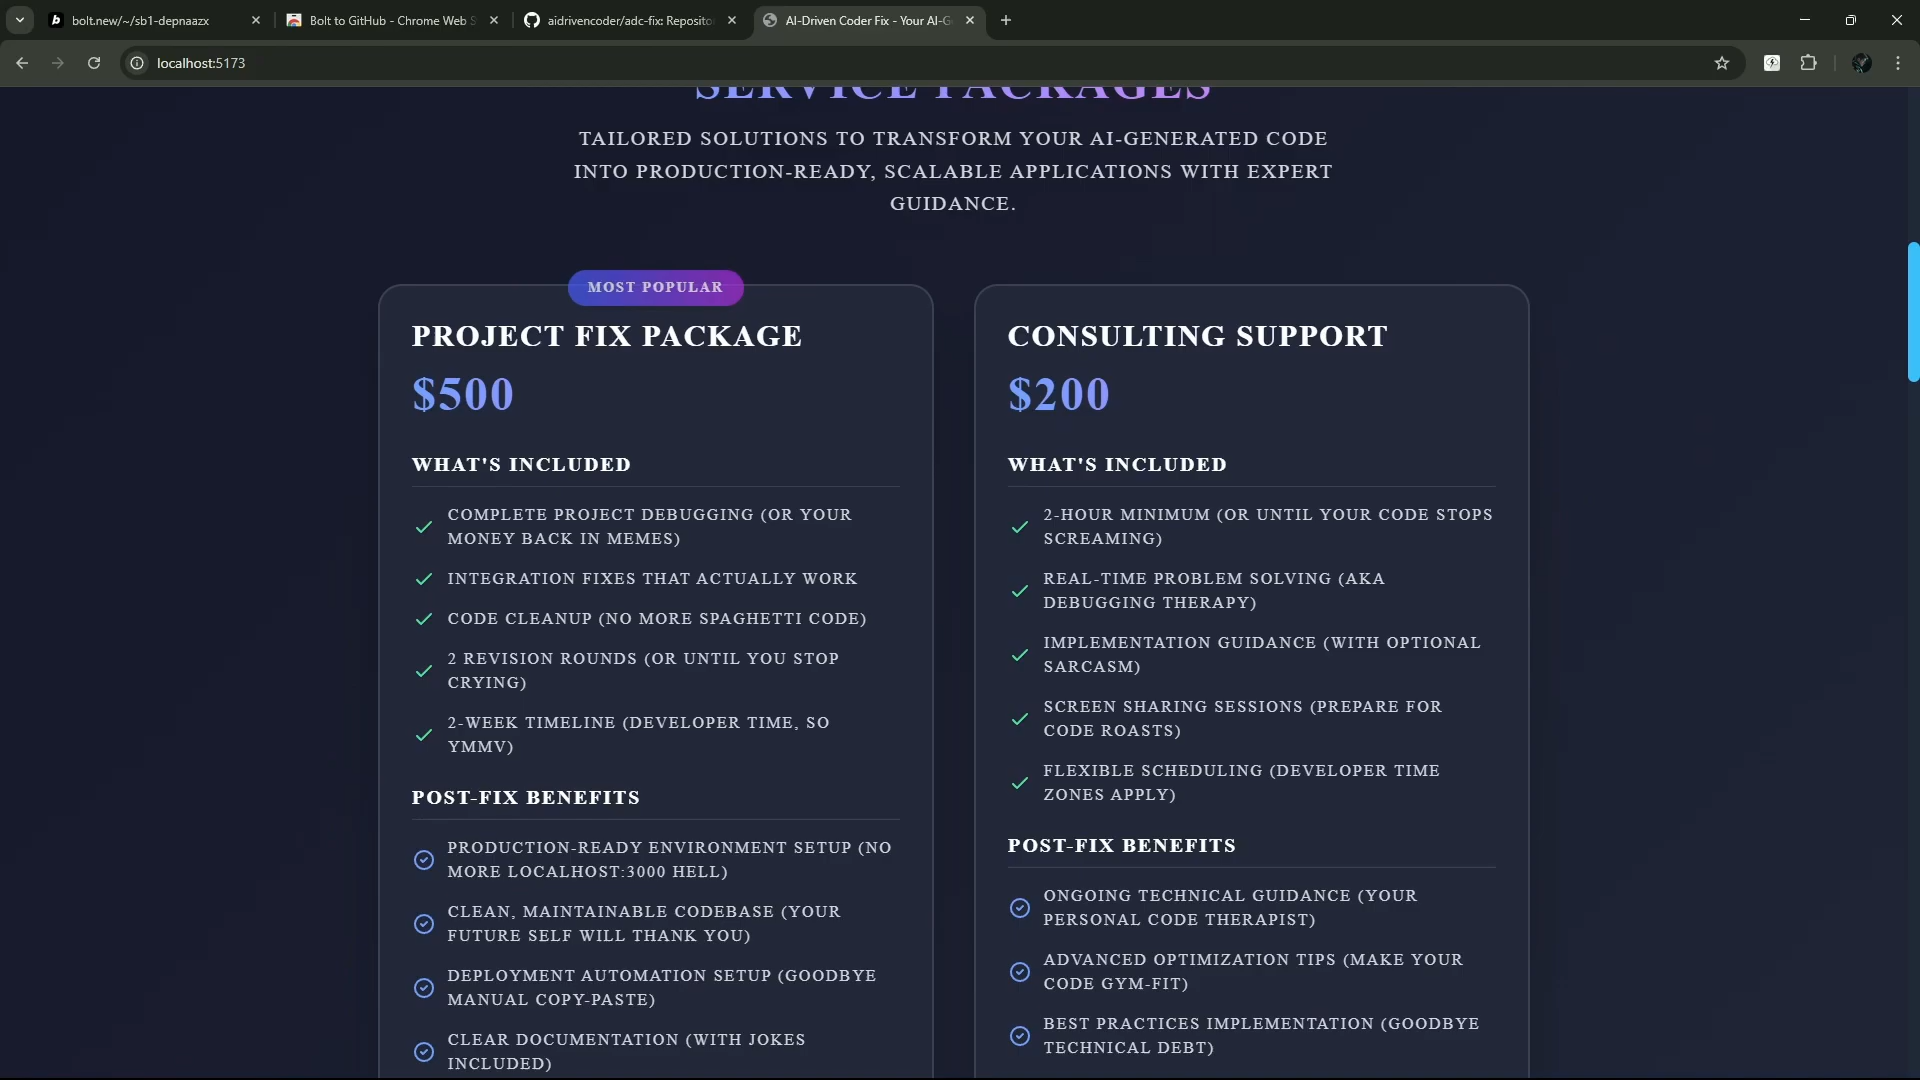 bolt.new/~/sb1-depnaazx
Bolt to GitHub - Chrome Web S
aidrivencoder/adc-fix: Reposito
AI-Driven Coder Fix - Your AI-G
localhost:5173
SERVICE PACKAGES
TAILORED SOLUTIONS TO TRANSFORM YOUR AI-GENERATED CODE
INTO PRODUCTION-READY, SCALABLE APPLICATIONS WITH EXPERT
GUIDANCE.
MOST POPULAR
PROJECT FIX PACKAGE
$500
WHAT'S INCLUDED
COMPLETE PROJECT DEBUGGING (OR YOUR
MONEY BACK IN MEMES)
INTEGRATION FIXES THAT ACTUALLY WORK
CODE CLEANUP (NO MORE SPAGHETTI CODE)
2 REVISION ROUNDS (OR UNTIL YOU STOP
CRYING)
2-WEEK TIMELINE (DEVELOPER TIME, SO
YMMV)
POST-FIX BENEFITS
PRODUCTION-READY ENVIRONMENT SETUP (NO
MORE LOCALHOST:3000 HELL)
CLEAN, MAINTAINABLE CODEBASE (YOUR
FUTURE SELF WILL THANK YOU)
DEPLOYMENT AUTOMATION SETUP (GOODBYE
MANUAL COPY-PASTE)
CLEAR DOCUMENTATION (WITH JOKES
INCLUDED)
CONSULTING SUPPORT
$200
WHAT'S INCLUDED
2-HOUR MINIMUM (OR UNTIL YOUR CODE STOPS
SCREAMING)
REAL-TIME PROBLEM SOLVING (AKA
DEBUGGING THERAPY)
IMPLEMENTATION GUIDANCE (WITH OPTIONAL
SARCASM)
SCREEN SHARING SESSIONS (PREPARE FOR
CODE ROASTS)
FLEXIBLE SCHEDULING (DEVELOPER TIME
ZONES APPLY)
POST-FIX BENEFITS
ONGOING TECHNICAL GUIDANCE (YOUR
PERSONAL CODE THERAPIST)
ADVANCED OPTIMIZATION TIPS (MAKE YOUR
CODE GYM-FIT)
BEST PRACTICES IMPLEMENTATION (GOODBYE
TECHNICAL DEBT)